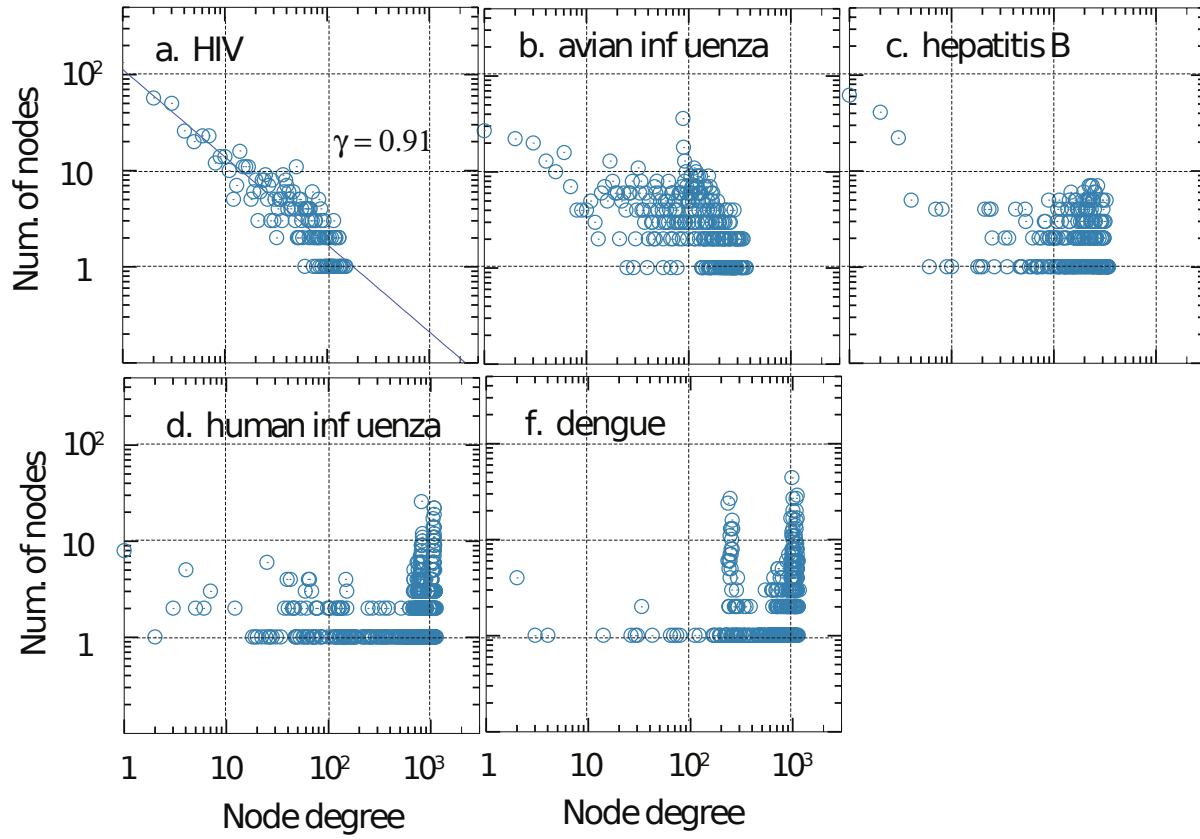 a. HIV
b. avian inf uenza
c. hepatitis B
Num. of nodes
10²
10
1
γ = 0.91
d. human inf uenza
f. dengue
Num. of nodes
10²
10
1
1 10 10² 10³
1 10 10² 10³
Node degree
Node degree